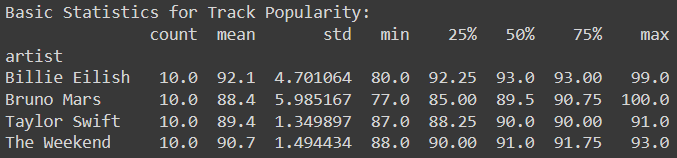 Basic Statistics for Track Popularity:
count mean std min 25% 50% 75% max
artist
Billie Eilish 10.0 92.1 4.701064 80.0 92.25 93.0 93.00 99.0
Bruno Mars 10.0 88.4 5.985167 77.0 85.00 89.5 90.75 100.0
Taylor Swift 10.0 89.4 1.349897 87.0 88.25 90.0 90.00 91.0
The Weekend 10.0 90.7 1.494434 88.0 90.00 91.0 91.75 93.0